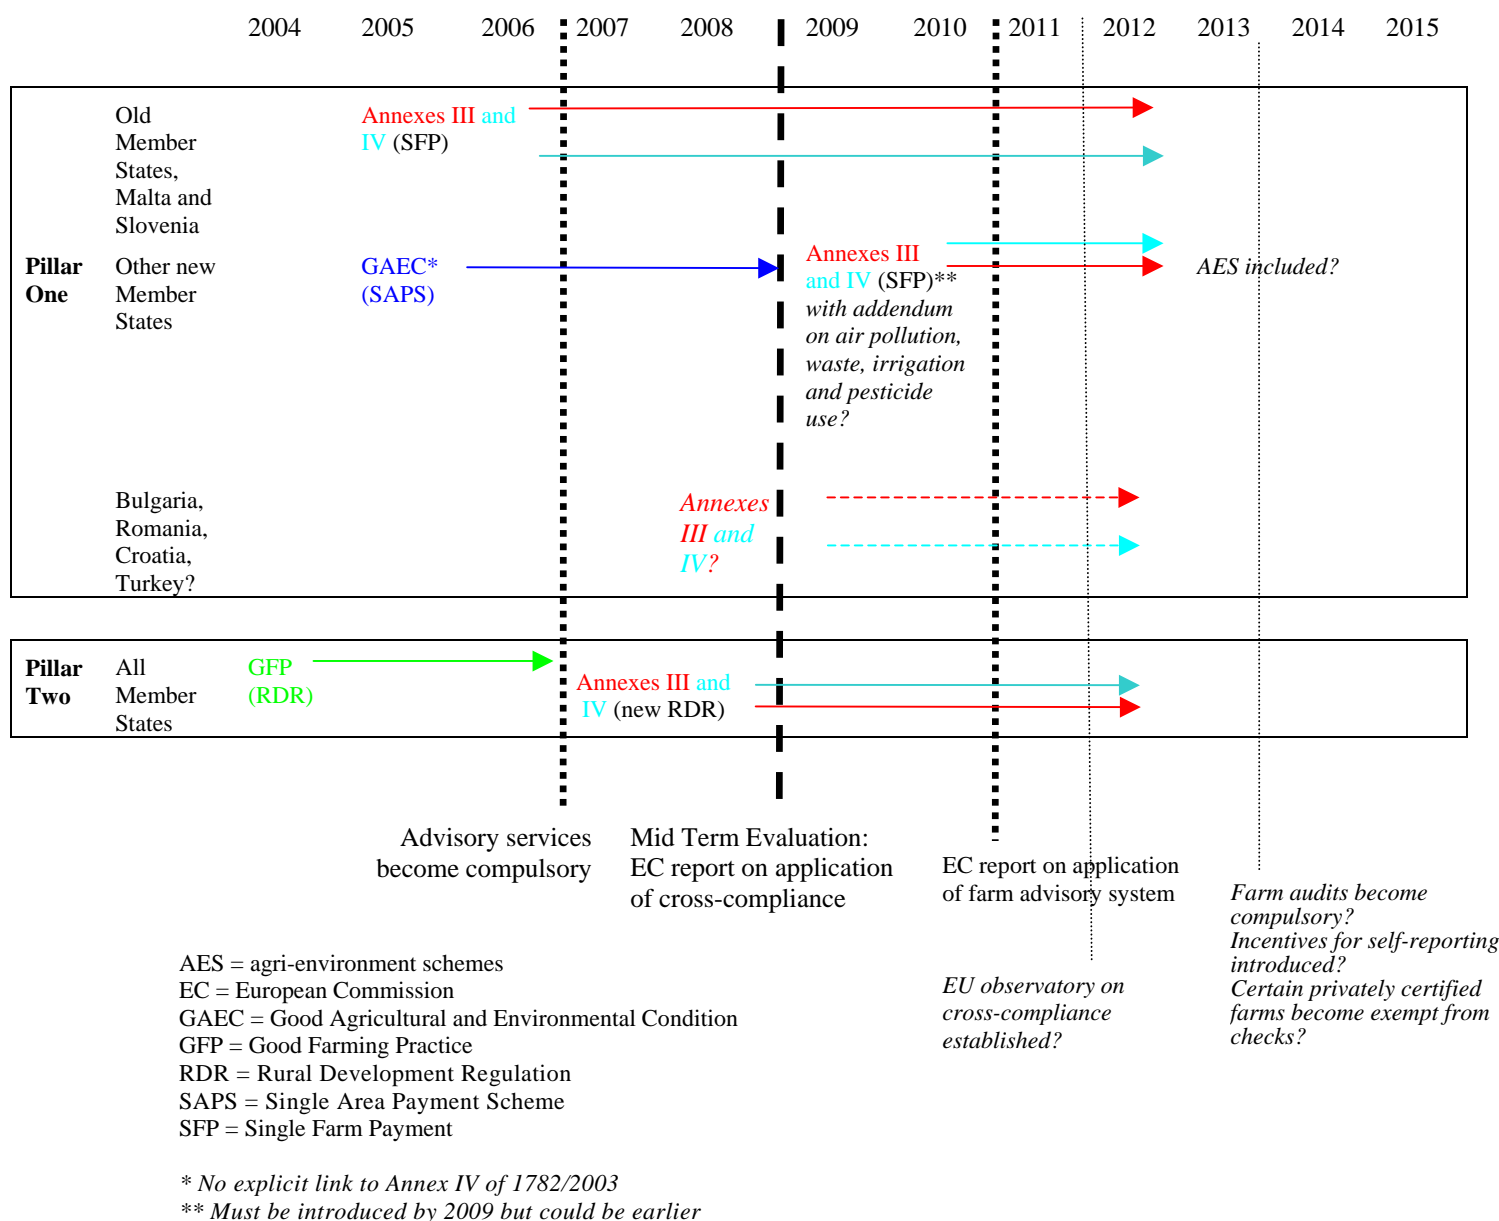 2004 2005 2006 2007 2008 2009 2010 2011 2012 2013 2014 2015
Old
Member
States,
Malta and
Slovenia
Annexes III and
IV (SFP)
Pillar
One
Other new
Member
States
GAEC*
(SAPS)
Annexes III
and IV (SFP)**
with addendum
on air pollution,
waste, irrigation
and pesticide
use?
AES included?
Bulgaria,
Romania,
Croatia,
Turkey?
Annexes
III and
IV?
Pillar
Two
All
Member
States
GFP
(RDR)
Annexes III and
IV (new RDR)
Advisory services
become compulsory
Mid Term Evaluation:
EC report on application
of cross-compliance
EC report on application
of farm advisory system
EU observatory on
cross-compliance
established?
Farm audits become
compulsory?
Incentives for self-reporting
introduced?
Certain privately certified
farms become exempt from
checks?
AES = agri-environment schemes
EC = European Commission
GAEC = Good Agricultural and Environmental Condition
GFP = Good Farming Practice
RDR = Rural Development Regulation
SAPS = Single Area Payment Scheme
SFP = Single Farm Payment
* No explicit link to Annex IV of 1782/2003
** Must be introduced by 2009 but could be earlier